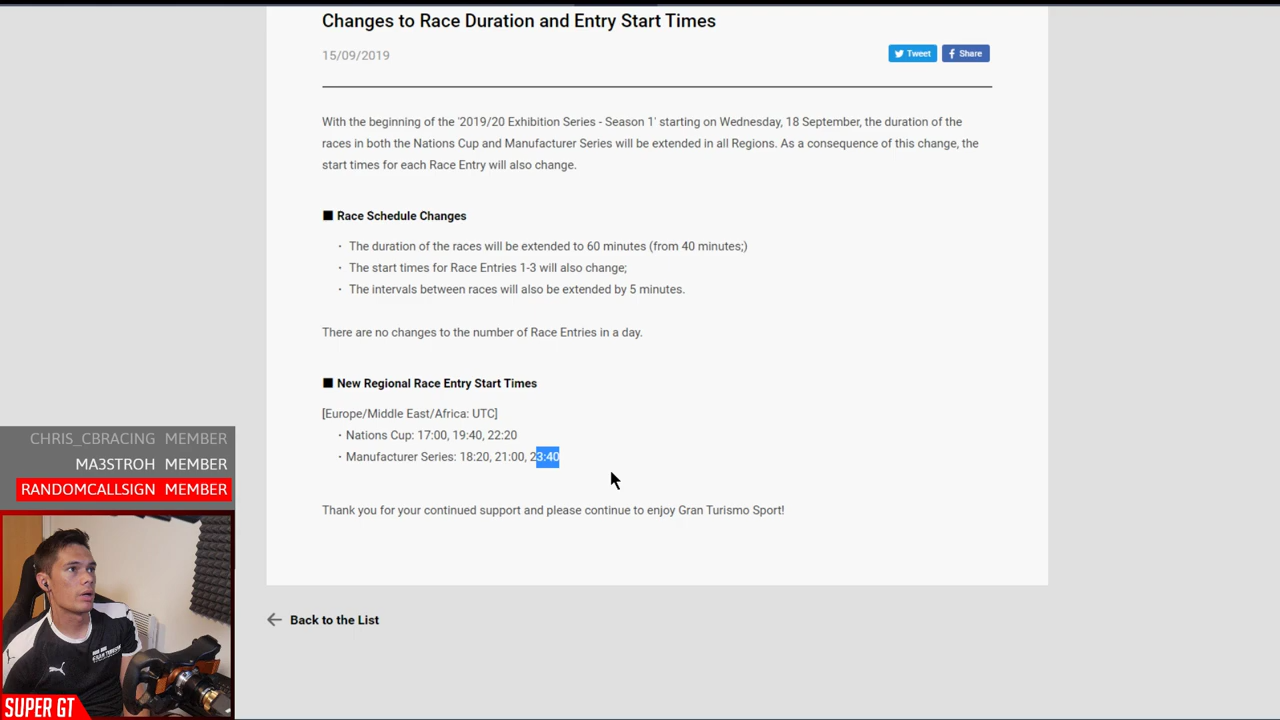 Changes to Race Duration and Entry Start Times
15/09/2019
Tweet
Share
With the beginning of the '2019/20 Exhibition Series - Season 1' starting on Wednesday, 18 September, the duration of the
races in both the Nations Cup and Manufacturer Series will be extended in all Regions. As a consequence of this change, the
start times for each Race Entry will also change.
■ Race Schedule Changes
・ The duration of the races will be extended to 60 minutes (from 40 minutes;)
・ The start times for Race Entries 1-3 will also change;
・ The intervals between races will also be extended by 5 minutes.
There are no changes to the number of Race Entries in a day.
■ New Regional Race Entry Start Times
[Europe/Middle East/Africa: UTC]
・Nations Cup: 17:00, 19:40, 22:20
・Manufacturer Series: 18:20, 21:00, 23:40
Thank you for your continued support and please continue to enjoy Gran Turismo Sport!
Back to the List
CHRIS_CBRACING MEMBER
MA3STROH MEMBER
RANDOMCALLSIGN MEMBER
SUPER GT